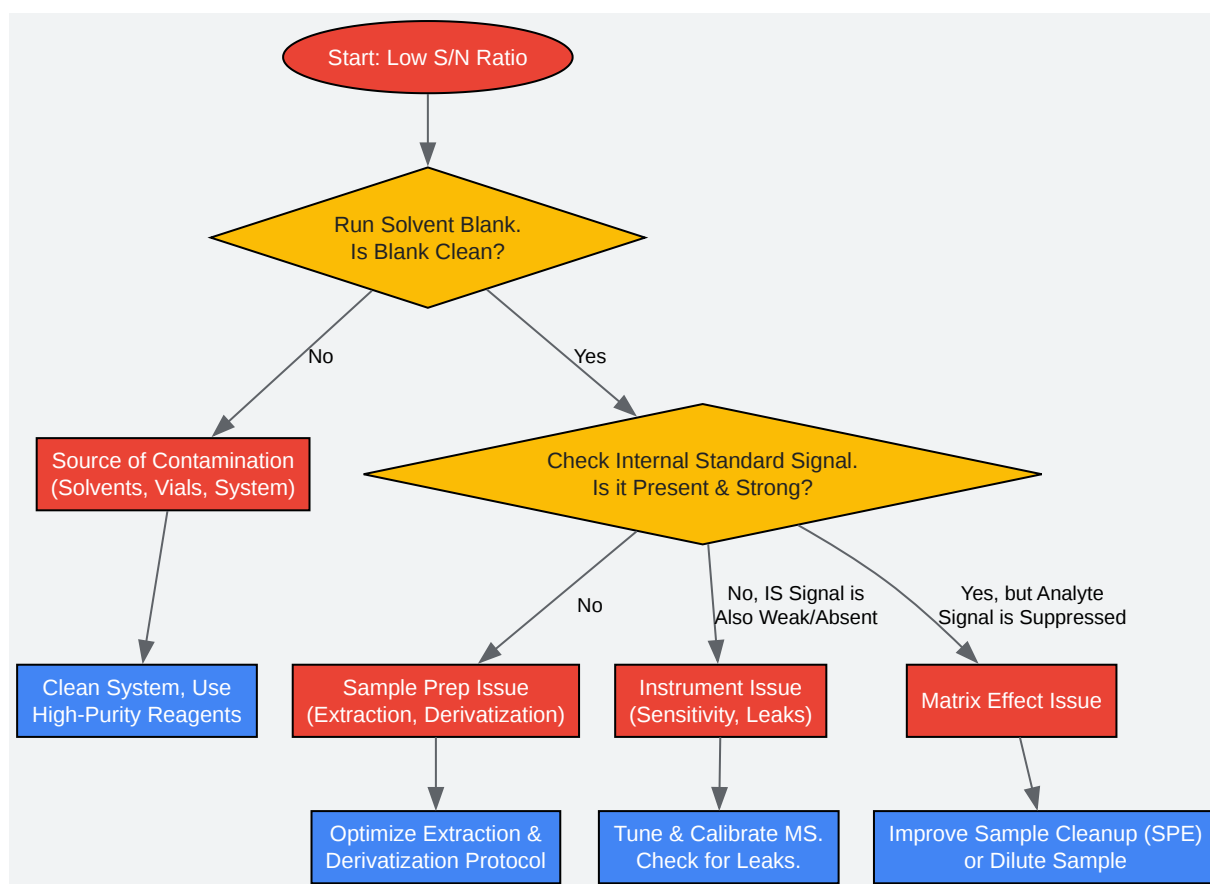 Start: Low S/N Ratio
Run Solvent Blank.
Is Blank Clean?
No
Yes
Source of Contamination
(Solvents, Vials, System)
Check Internal Standard Signal.
Is it Present & Strong?
No
No, IS Signal is
Also Weak/Absent
Yes, but Analyte
Signal is Suppressed
Clean System, Use
High-Purity Reagents
Sample Prep Issue
(Extraction, Derivatization)
Instrument Issue
(Sensitivity, Leaks)
Matrix Effect Issue
Optimize Extraction &
Derivatization Protocol
Tune & Calibrate MS.
Check for Leaks.
Improve Sample Cleanup (SPE)
or Dilute Sample